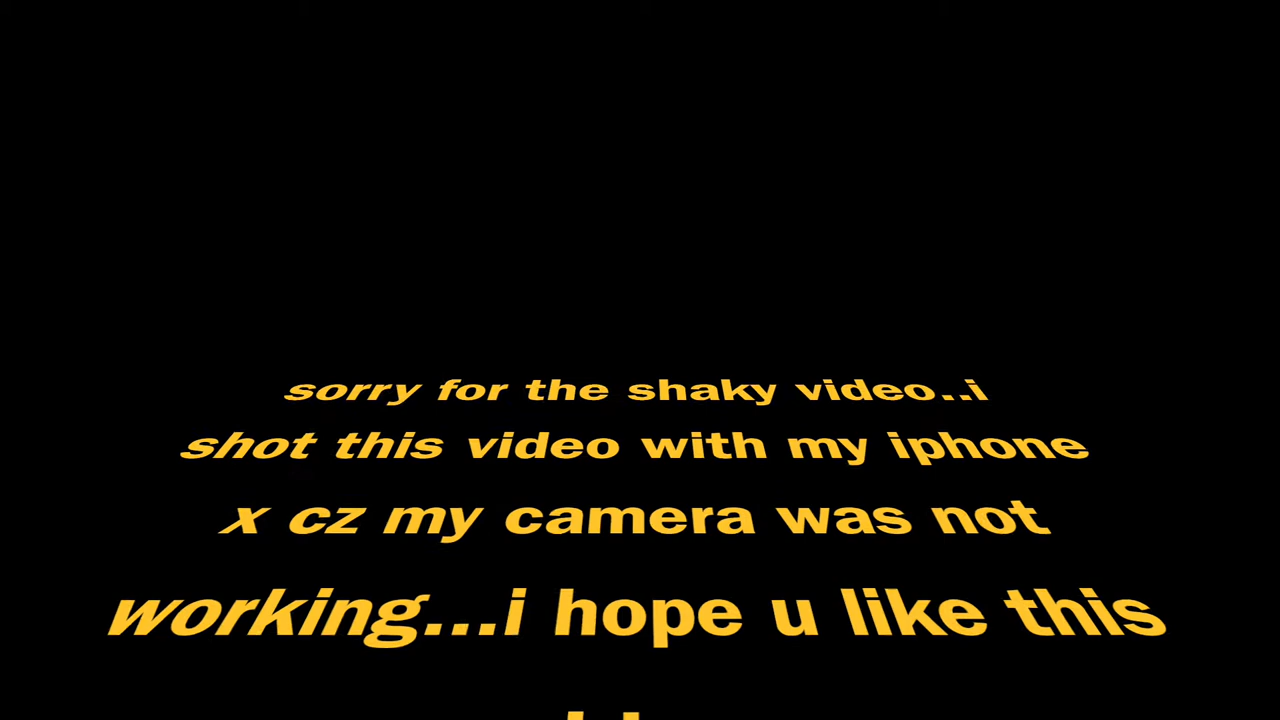 sorry for the shaky video..i
shot this video with my iphone
x cz my camera was not
working...i hope u like this